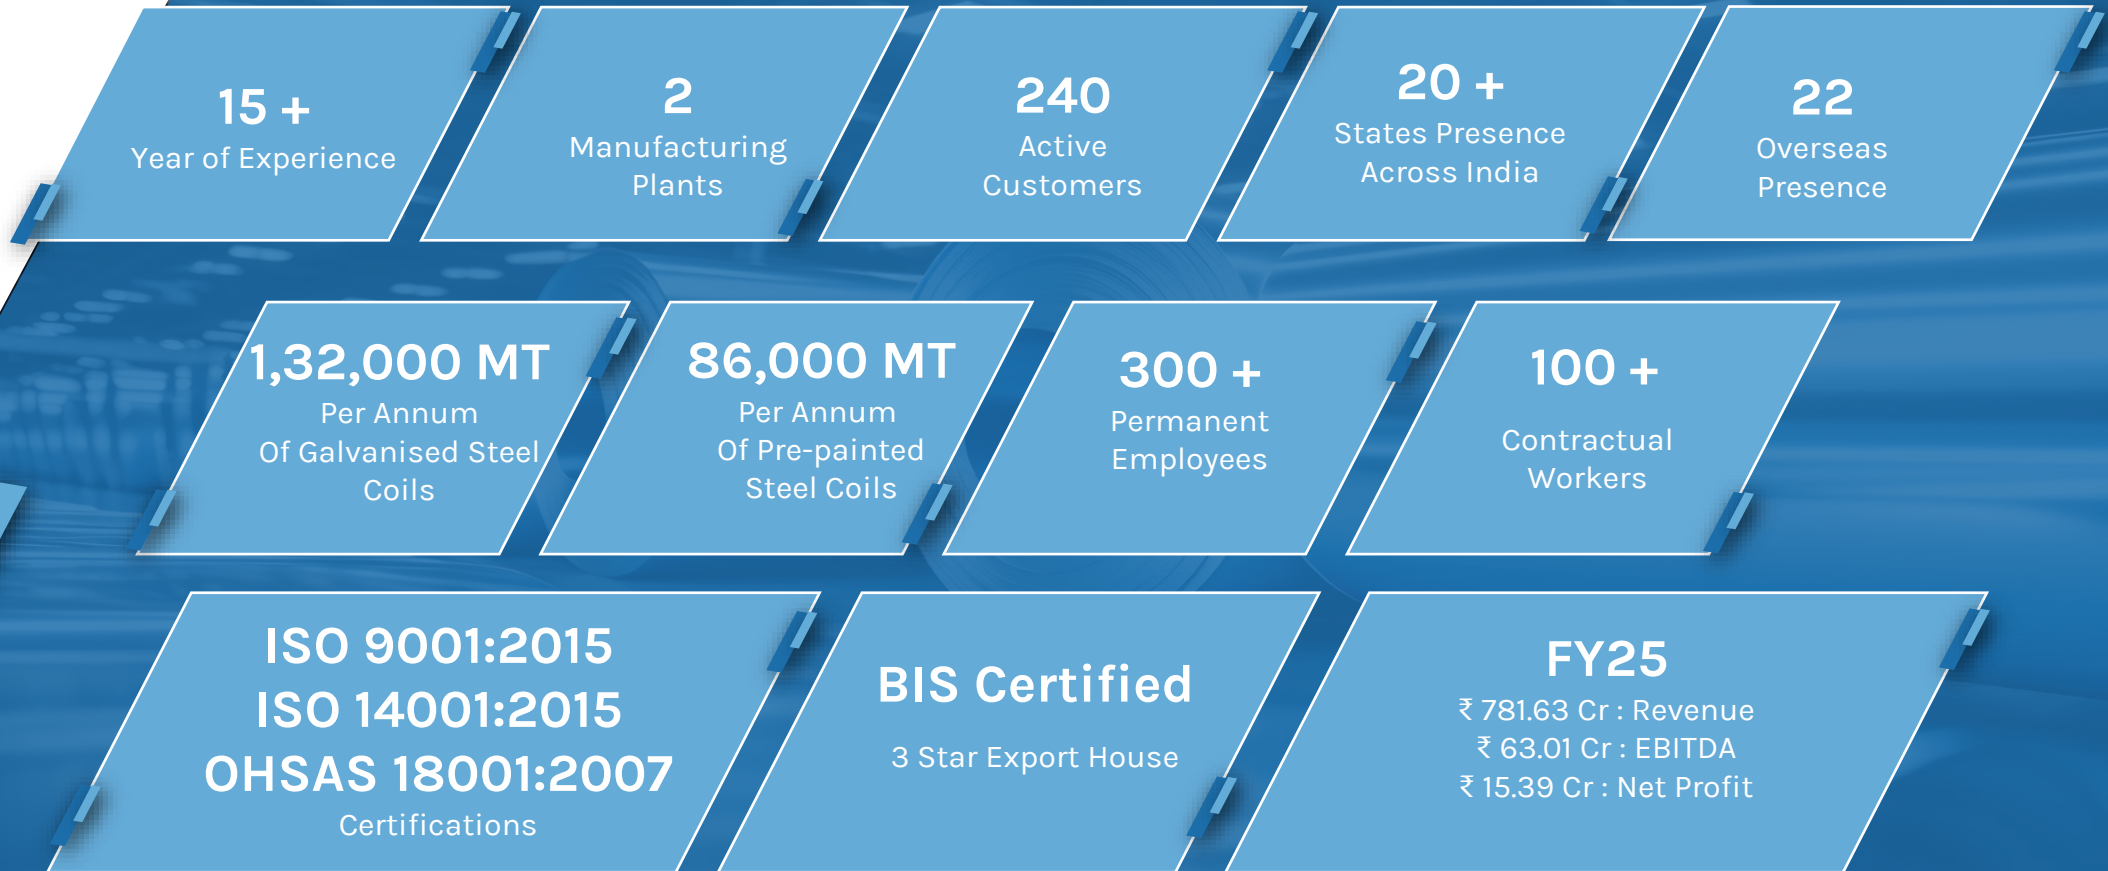 15 +
Year of Experience
2
Manufacturing
Plants
240
Active
Customers
20 +
States Presence
Across India
22
Overseas
Presence
1,32,000 MT
Per Annum
Of Galvanised Steel
Coils
86,000 MT
Per Annum
Of Pre-painted
Steel Coils
300 +
Permanent
Employees
100 +
Contractual
Workers
ISO 9001:2015
ISO 14001:2015
OHSAS 18001:2007
Certifications
BIS Certified
3 Star Export House
FY25
₹ 781.63 Cr : Revenue
₹ 63.01 Cr : EBITDA
₹ 15.39 Cr : Net Profit